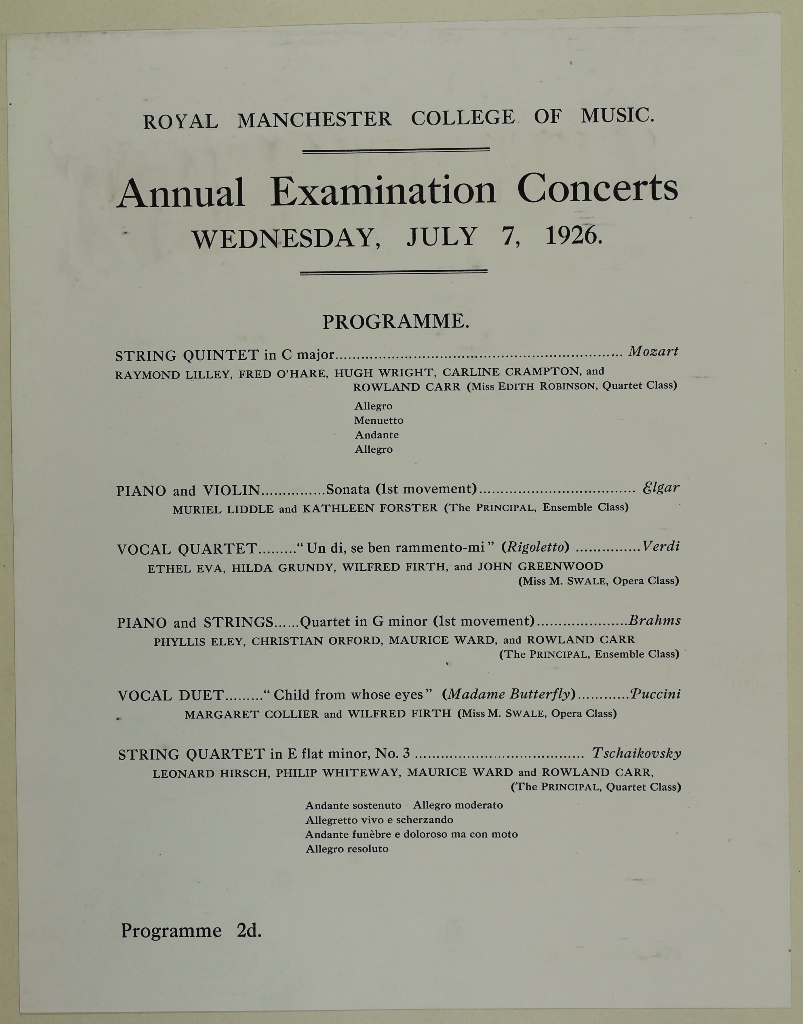 ROYAL MANCHESTER COLLEGE OF MUSIC.
Annual Examination Concerts
WEDNESDAY, JULY 7, 1926.
PROGRAMME.
STRING QUINTET in C major.................................................................. Mozart
RAYMOND LILLEY, FRED O'HARE, HUGH WRIGHT, CARLINE CRAMPTON, and
ROWLAND CARR (Miss EDITH ROBINSON, Quartet Class)
Allegro
Menuetto
Andante
Allegro
PIANO and VIOLIN...............Sonata (1st movement).................................... Elgar
MURIEL LIDDLE and KATHLEEN FORSTER (The PRINCIPAL, Ensemble Class)
VOCAL QUARTET.........“ Un di, se ben rammento-mi ” (Rigoletto) ...............Verdi
ETHEL EVA, HILDA GRUNDY, WILFRED FIRTH, and JOHN GREENWOOD
(Miss M. SWALE, Opera Class)
PIANO and STRINGS......Quartet in G minor (1st movement).....................Brahms
PHYLLIS ELEY, CHRISTIAN ORFORD, MAURICE WARD, and ROWLAND CARR
(The PRINCIPAL, Ensemble Class)
VOCAL DUET.........“ Child from whose eyes ” (Madame Butterfly)............Puccini
MARGARET COLLIER and WILFRED FIRTH (Miss M. SWALE, Opera Class)
STRING QUARTET in E flat minor, No. 3 ....................................... Tschaikovsky
LEONARD HIRSCH, PHILIP WHITEWAY, MAURICE WARD and ROWLAND CARR,
(The PRINCIPAL, Quartet Class)
Andante sostenuto Allegro moderato
Allegretto vivo e scherzando
Andante funèbre e doloroso ma con moto
Allegro resoluto
Programme 2d.